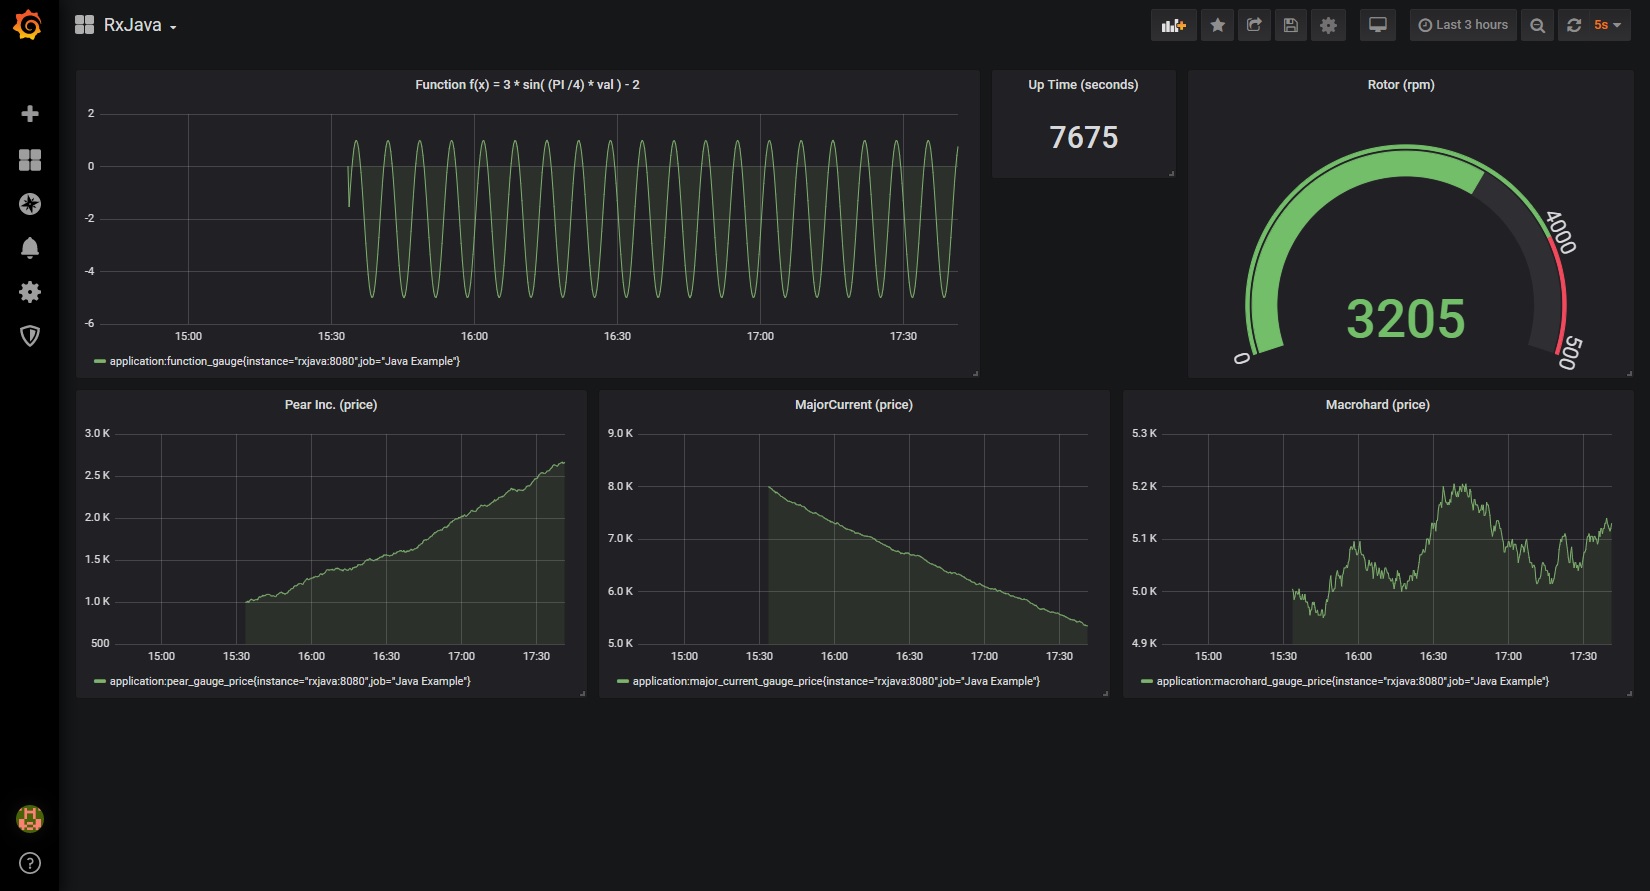 RxJava
Last 3 hours
5s
Function f(x) = 3 * sin( (PI /4) * val ) - 2
2
0
-2
-4
-6
15:00 15:30 16:00 16:30 17:00 17:30
application:function_gauge{instance="rxjava:8080",job="Java Example"}
Up Time (seconds)
7675
Rotor (rpm)
0
4000
500
3205
Pear Inc. (price)
3.0 K
2.5 K
2.0 K
1.5 K
1.0 K
500
15:00 15:30 16:00 16:30 17:00 17:30
application:pear_gauge_price{instance="rxjava:8080",job="Java Example"}
MajorCurrent (price)
9.0 K
8.0 K
7.0 K
6.0 K
5.0 K
15:00 15:30 16:00 16:30 17:00 17:30
application:major_current_gauge_price{instance="rxjava:8080",job="Java Example"}
Macrohard (price)
5.3 K
5.2 K
5.1 K
5.0 K
4.9 K
15:00 15:30 16:00 16:30 17:00 17:30
application:macrohard_gauge_price{instance="rxjava:8080",job="Java Example"}
?